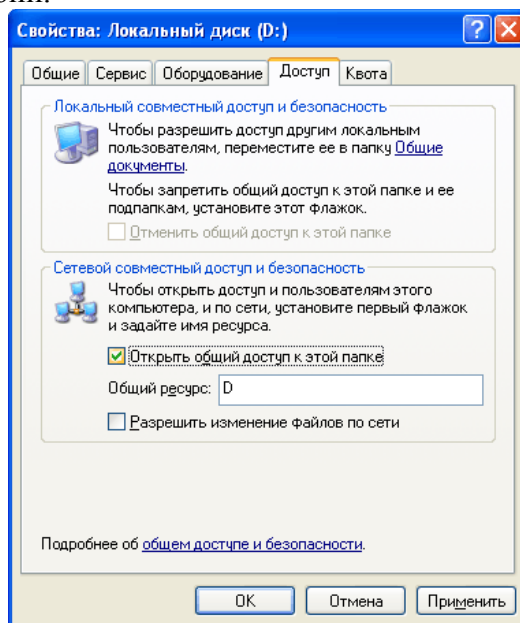 Свойства: Локальный диск (D:)
Общие Сервис Оборудование Доступ Квота
Локальный совместный доступ и безопасность
Чтобы разрешить доступ другим локальным
пользователям, переместите ее в папку Общие
документы.
Чтобы запретить общий доступ к этой папке и ее
подпапкам, установите этот флажок.
Отменить общий доступ к этой папке
Сетевой совместный доступ и безопасность
Чтобы открыть доступ и пользователям этого
компьютера, и по сети, установите первый флажок
и задайте имя ресурса.
Открыть общий доступ к этой папке
Общий ресурс: D
Разрешить изменение файлов по сети
Подробнее об общем доступе и безопасности.
OK Отмена Применить